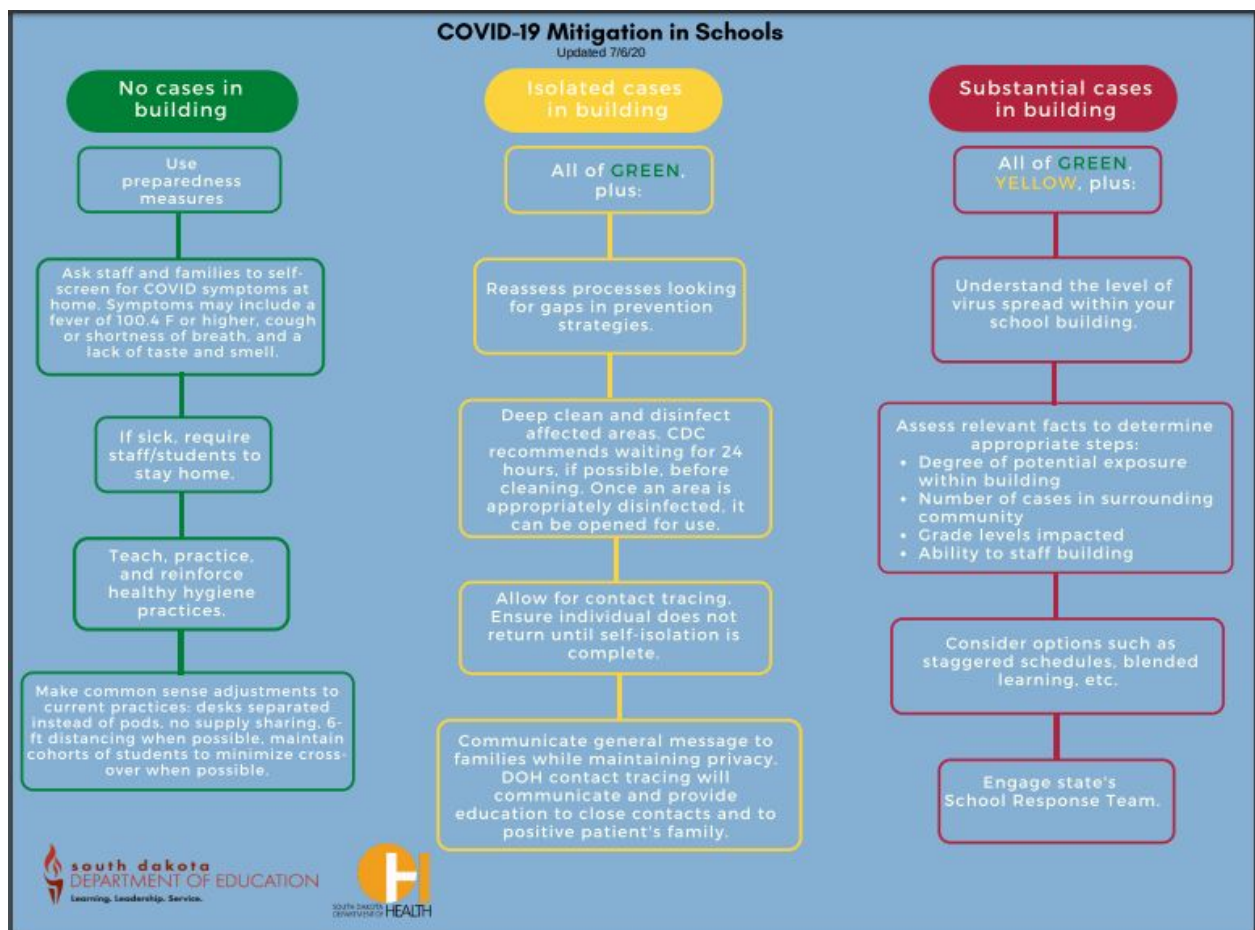 COVID-19 Mitigation in Schools
Updated 7/6/20
No cases in
building
Use
preparedness
measures
Ask staff and families to self-
screen for COVID symptoms at
home. Symptoms may include a
fever of 100.4 F or higher, cough
or shortness of breath, and a
lack of taste and smell.
If sick, require
staff/students to
stay home.
Teach, practice,
and reinforce
healthy hygiene
practices.
Make common sense adjustments to
current practices: desks separated
instead of pods, no supply sharing, 6-
ft distancing when possible, maintain
cohorts of students to minimize cross-
over when possible.
Isolated cases
in building
All of GREEN,
plus:
Reassess processes looking
for gaps in prevention
strategies.
Deep clean and disinfect
affected areas. CDC
recommends waiting for 24
hours, if possible, before
cleaning. Once an area is
appropriately disinfected, it
can be opened for use.
Allow for contact tracing.
Ensure individual does not
return until self-isolation is
complete.
Communicate general message to
families while maintaining privacy.
DOH contact tracing will
communicate and provide
education to close contacts and to
positive patient's family.
Substantial cases
in building
All of GREEN,
YELLOW, plus:
Understand the level of
virus spread within your
school building.
Assess relevant facts to determine
appropriate steps:
• Degree of potential exposure
within building
• Number of cases in surrounding
community
• Grade levels impacted
• Ability to staff building
Consider options such as
staggered schedules, blended
learning, etc.
Engage state's
School Response Team.
south dakota
DEPARTMENT OF EDUCATION
Learning. Leadership. Service.
SOUTH DAKOTA
DEPARTMENT OF HEALTH